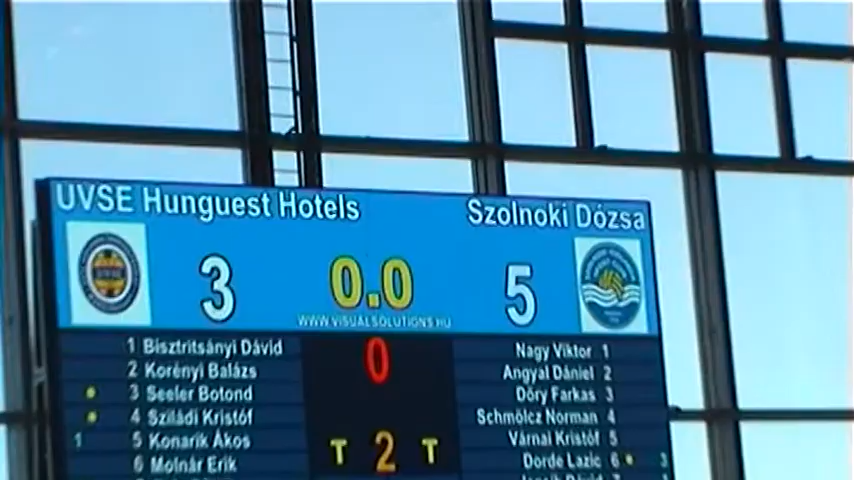 UVSE Hunguest Hotels Szolnoki Dózsa
3 0.0 5
WWW.VISUALSOLUTIONS.HU
0
1 Bisztritsányi Dávid Nagy Viktor 1
2 Korényi Balázs Angyal Dániel 2
3 Seeler Botond Dőry Farkas 3
4 Sziládi Kristóf Schmölcz Norman 4
1 5 Konarik Ákos T 2 T Várnai Kristóf 5
6 Molnár Erik Dorde Lazic 6 3